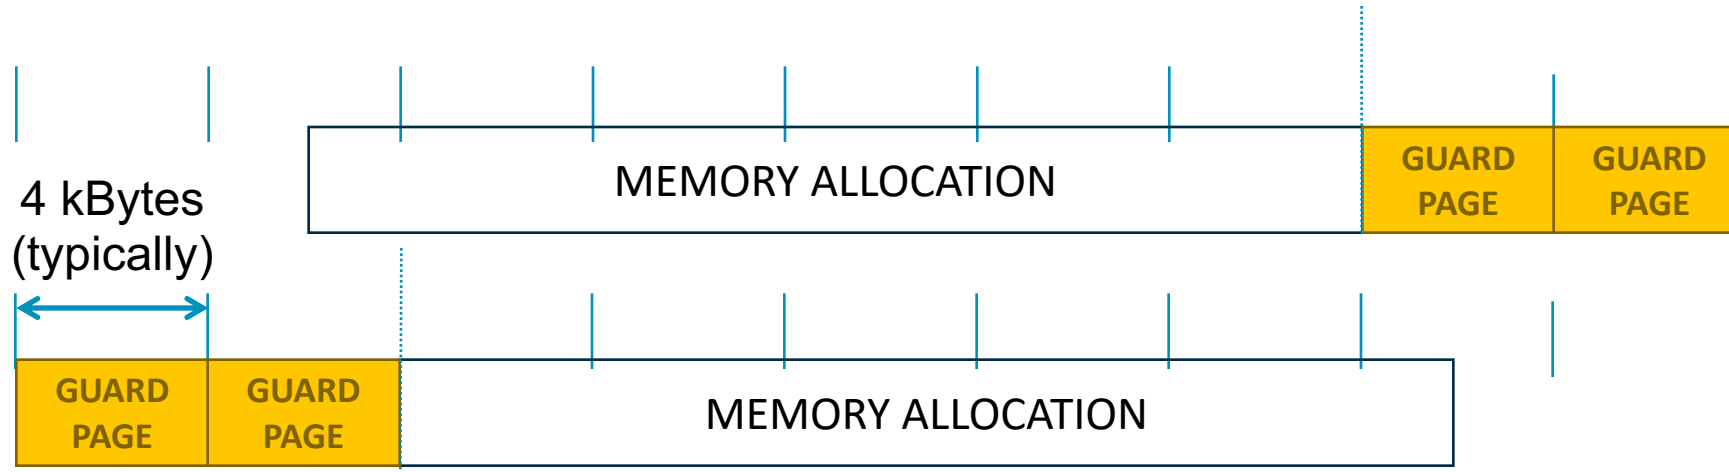 MEMORY ALLOCATION
GUARD
PAGE
GUARD
PAGE
4 kBytes
(typically)
GUARD
PAGE
GUARD
PAGE
MEMORY ALLOCATION